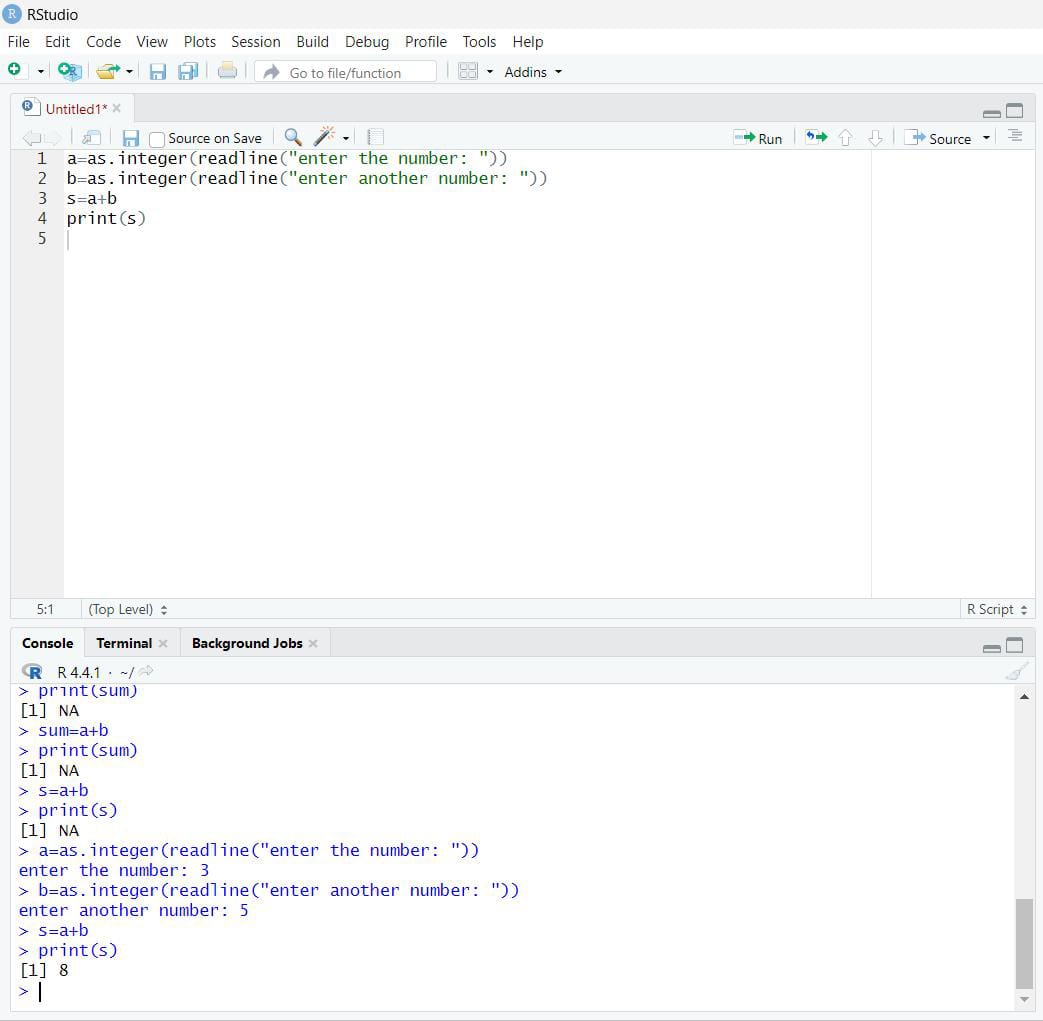 R RStudio
File Edit Code View Plots Session Build Debug Profile Tools Help
Go to file/function Addins
Untitled1*
Source on Save Run Source
1 a=as.integer(readline("enter the number: "))
2 b=as.integer(readline("enter another number: "))
3 s=a+b
4 print(s)
5
5:1 (Top Level) R Script
Console Terminal Background Jobs
R R 4.4.1 · ~/
> print(sum)
[1] NA
> sum=a+b
> print(sum)
[1] NA
> s=a+b
> print(s)
[1] NA
> a=as.integer(readline("enter the number: "))
enter the number: 3
> b=as.integer(readline("enter another number: "))
enter another number: 5
> s=a+b
> print(s)
[1] 8
>